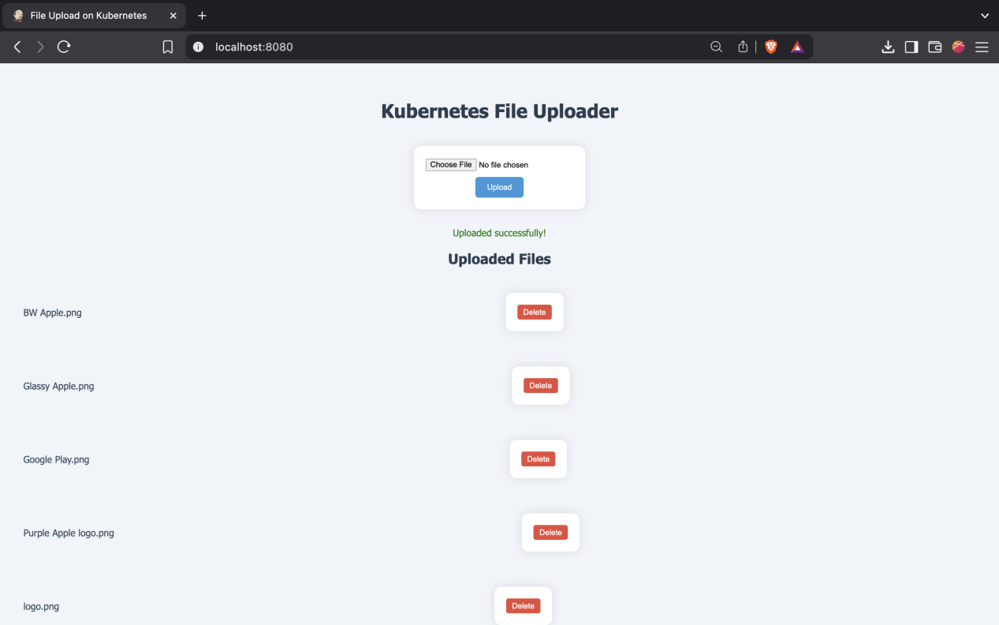 File Upload on Kubernetes
localhost:8080
Kubernetes File Uploader
Choose File No file chosen
Upload
Uploaded successfully!
Uploaded Files
BW Apple.png Delete
Glassy Apple.png Delete
Google Play.png Delete
Purple Apple logo.png Delete
logo.png Delete